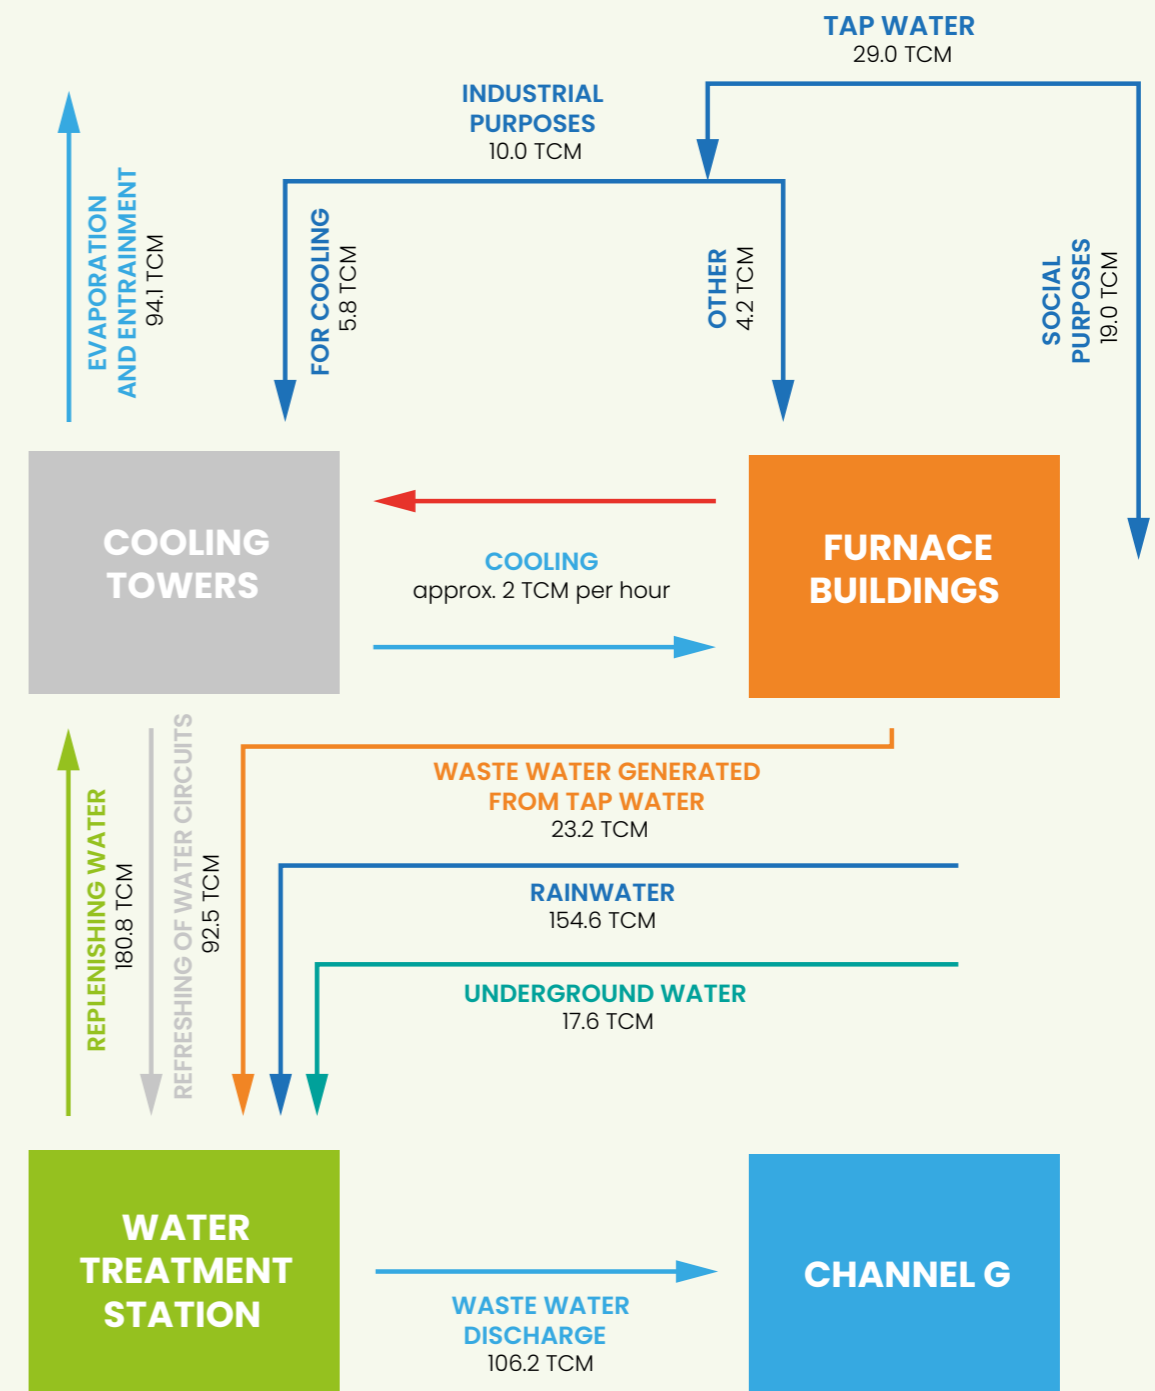 TAP WATER
29.0 TCM
INDUSTRIAL
PURPOSES
10.0 TCM
EVAPORATION
AND ENTRAINMENT
94.1 TCM
FOR COOLING
5.8 TCM
OTHER
4.2 TCM
SOCIAL
PURPOSES
19.0 TCM
COOLING
TOWERS
COOLING
approx. 2 TCM per hour
FURNACE
BUILDINGS
REPLENISHING WATER
180.8 TCM
REFRESHING OF WATER CIRCUITS
92.5 TCM
WASTE WATER GENERATED
FROM TAP WATER
23.2 TCM
RAINWATER
154.6 TCM
UNDERGROUND WATER
17.6 TCM
WATER
TREATMENT
STATION
WASTE WATER
DISCHARGE
106.2 TCM
CHANNEL G